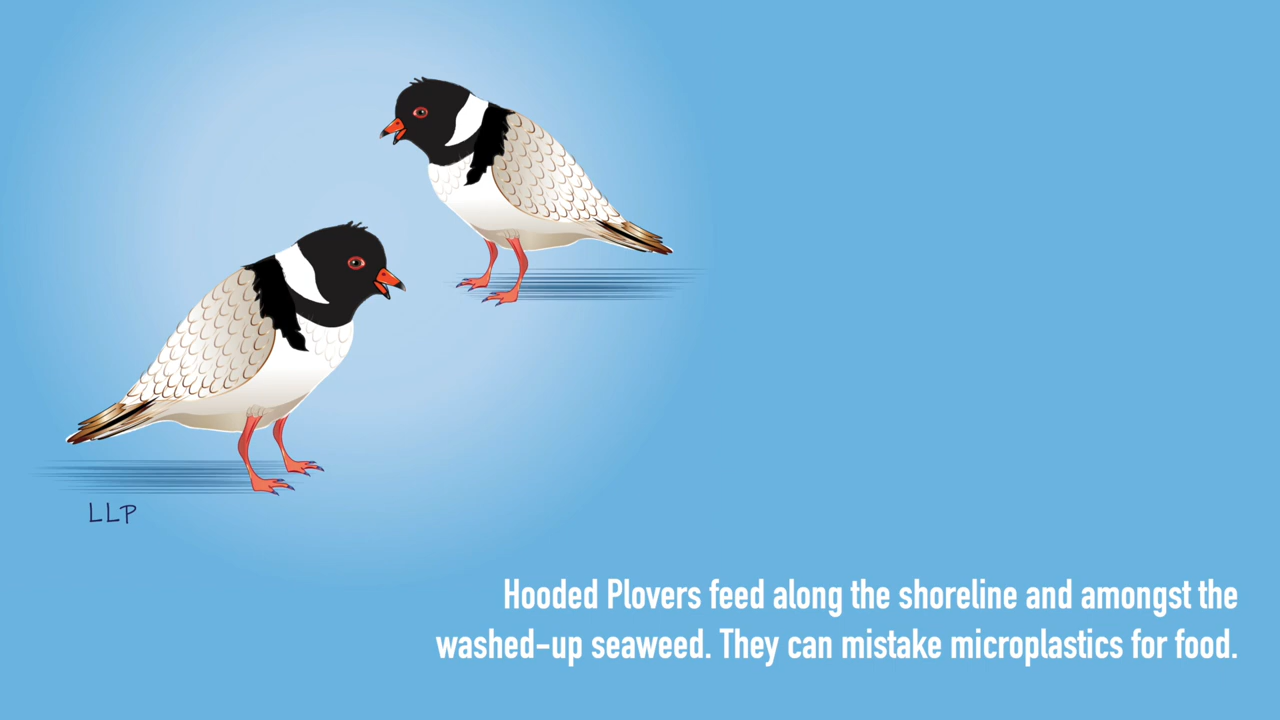 LLP
Hooded Plovers feed along the shoreline and amongst the
washed-up seaweed. They can mistake microplastics for food.